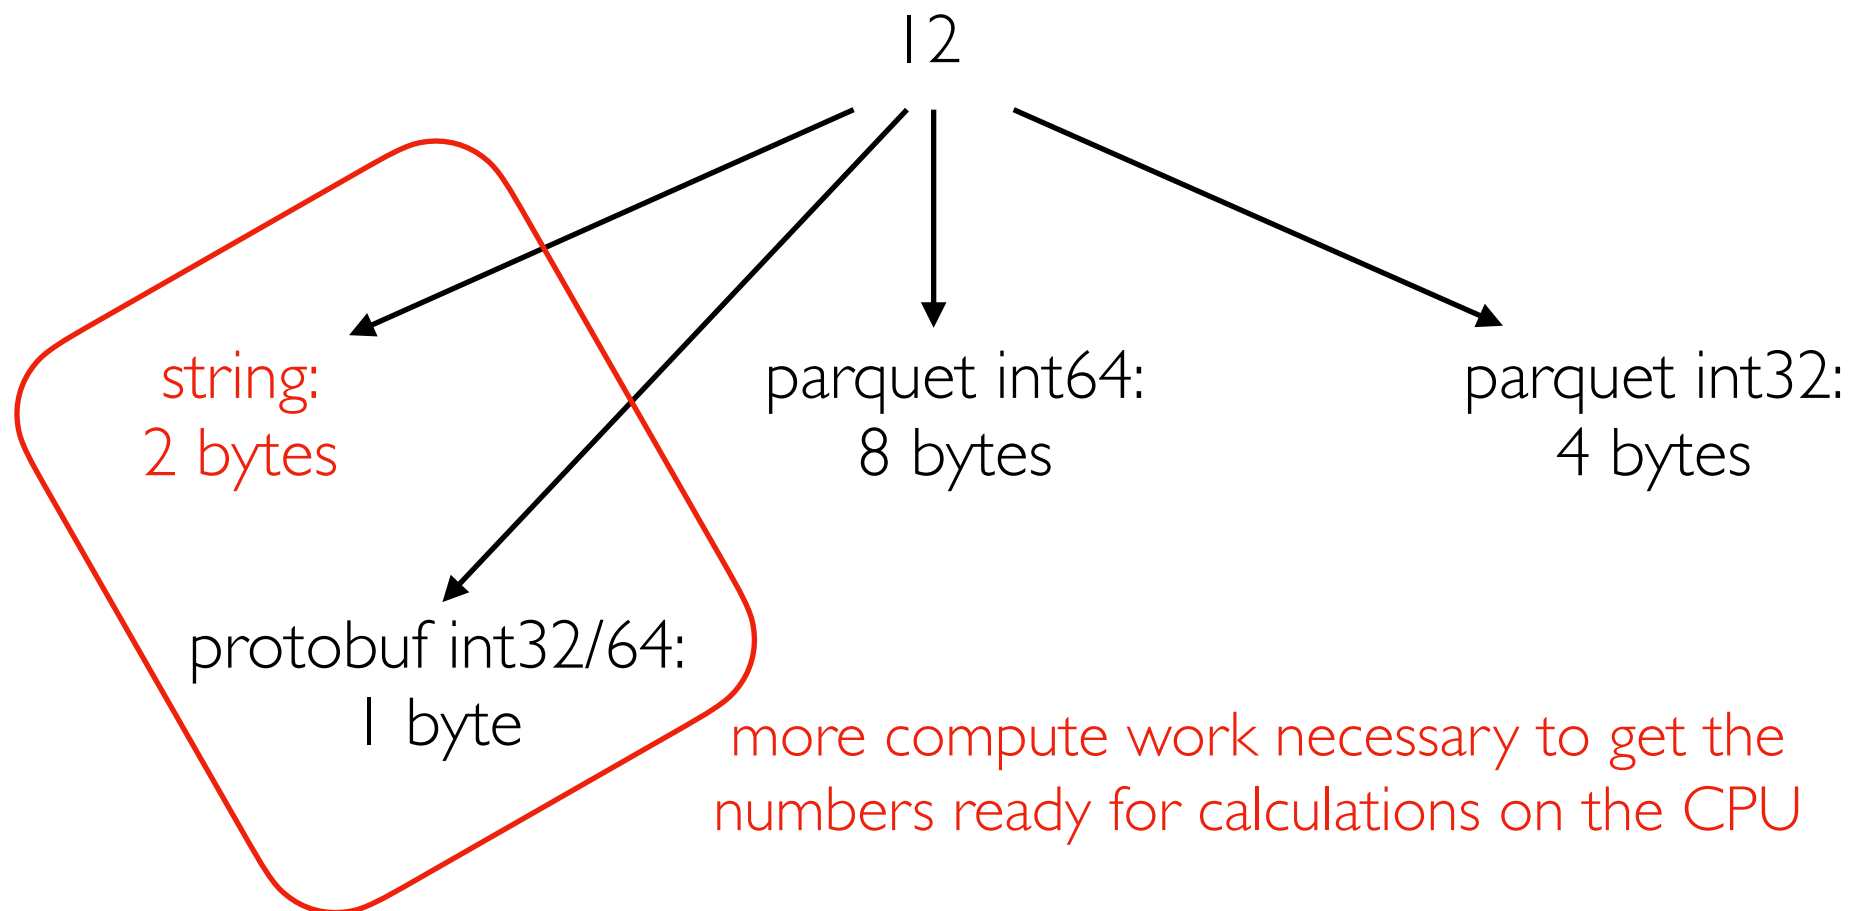 12
string:
2 bytes
parquet int64:
8 bytes
parquet int32:
4 bytes
protobuf int32/64:
1 byte
more compute work necessary to get the
numbers ready for calculations on the CPU